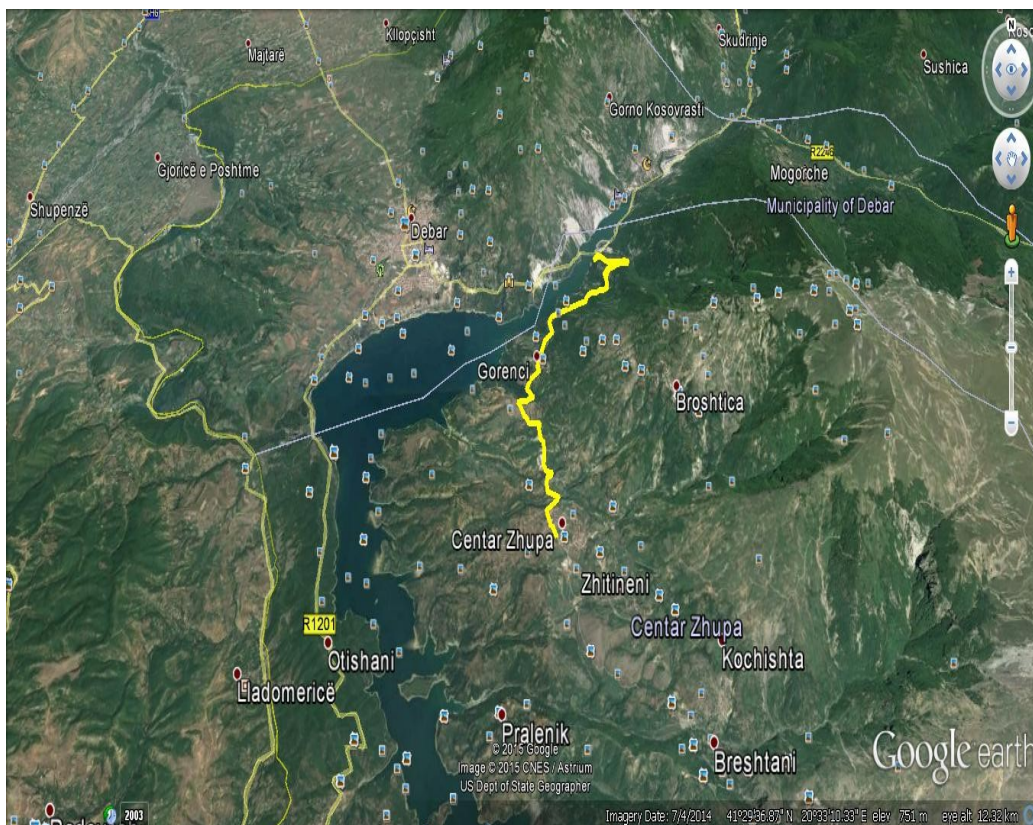 Kllopçisht
Majtarë
Skudrinje
Sushica
N
Gorno Kosovrasti
Gjoricë e Poshtme
R2246
Mogorche
Shupenzë
Municipality of Debar
Debar
Gorenci
Broshtica
Centar Zhupa
Zhitineni
R1201
Centar Zhupa
Otishani
Kochishta
Lladomericë
Pralenik
Breshtani
© 2015 Google
Image © 2015 CNES / Astrium
US Dept of State Geographer
Google earth
2003
Imagery Date: 7/4/2014 41°29'36.87" N 20°33'10.33" E elev 751 m eye alt 12.32 km